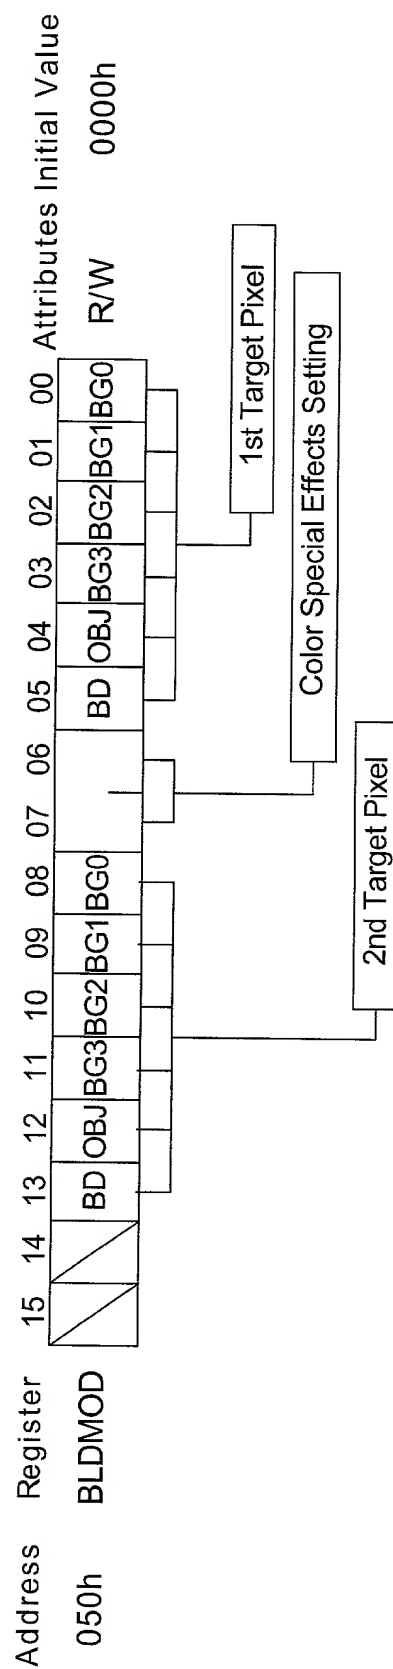 Address Register 15 14 13 12 11 10 09 08 07 06 05 04 03 02 01 00 Attributes Initial Value
050h BLDMOD BD OBJ BG3 BG2 BG1 BG0 BD OBJ BG3 BG2 BG1 BG0 R/W 0000h
1st Target Pixel
Color Special Effects Setting
2nd Target Pixel